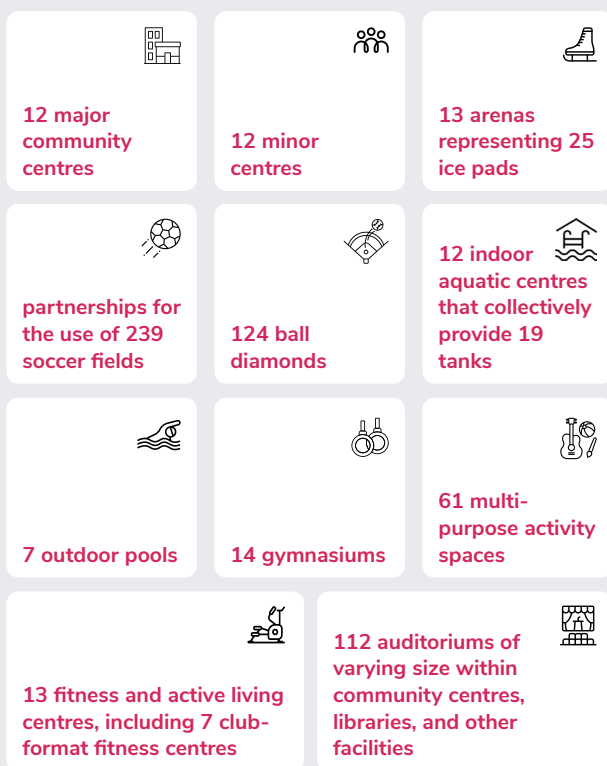 12 major
community
centres
12 minor
centres
13 arenas
representing 25
ice pads
partnerships for
the use of 239
soccer fields
124 ball
diamonds
12 indoor
aquatic centres
that collectively
provide 19
tanks
7 outdoor pools
14 gymnasiums
61 multi-
purpose activity
spaces
13 fitness and active living
centres, including 7 club-
format fitness centres
112 auditoriums of
varying size within
community centres,
libraries, and other
facilities